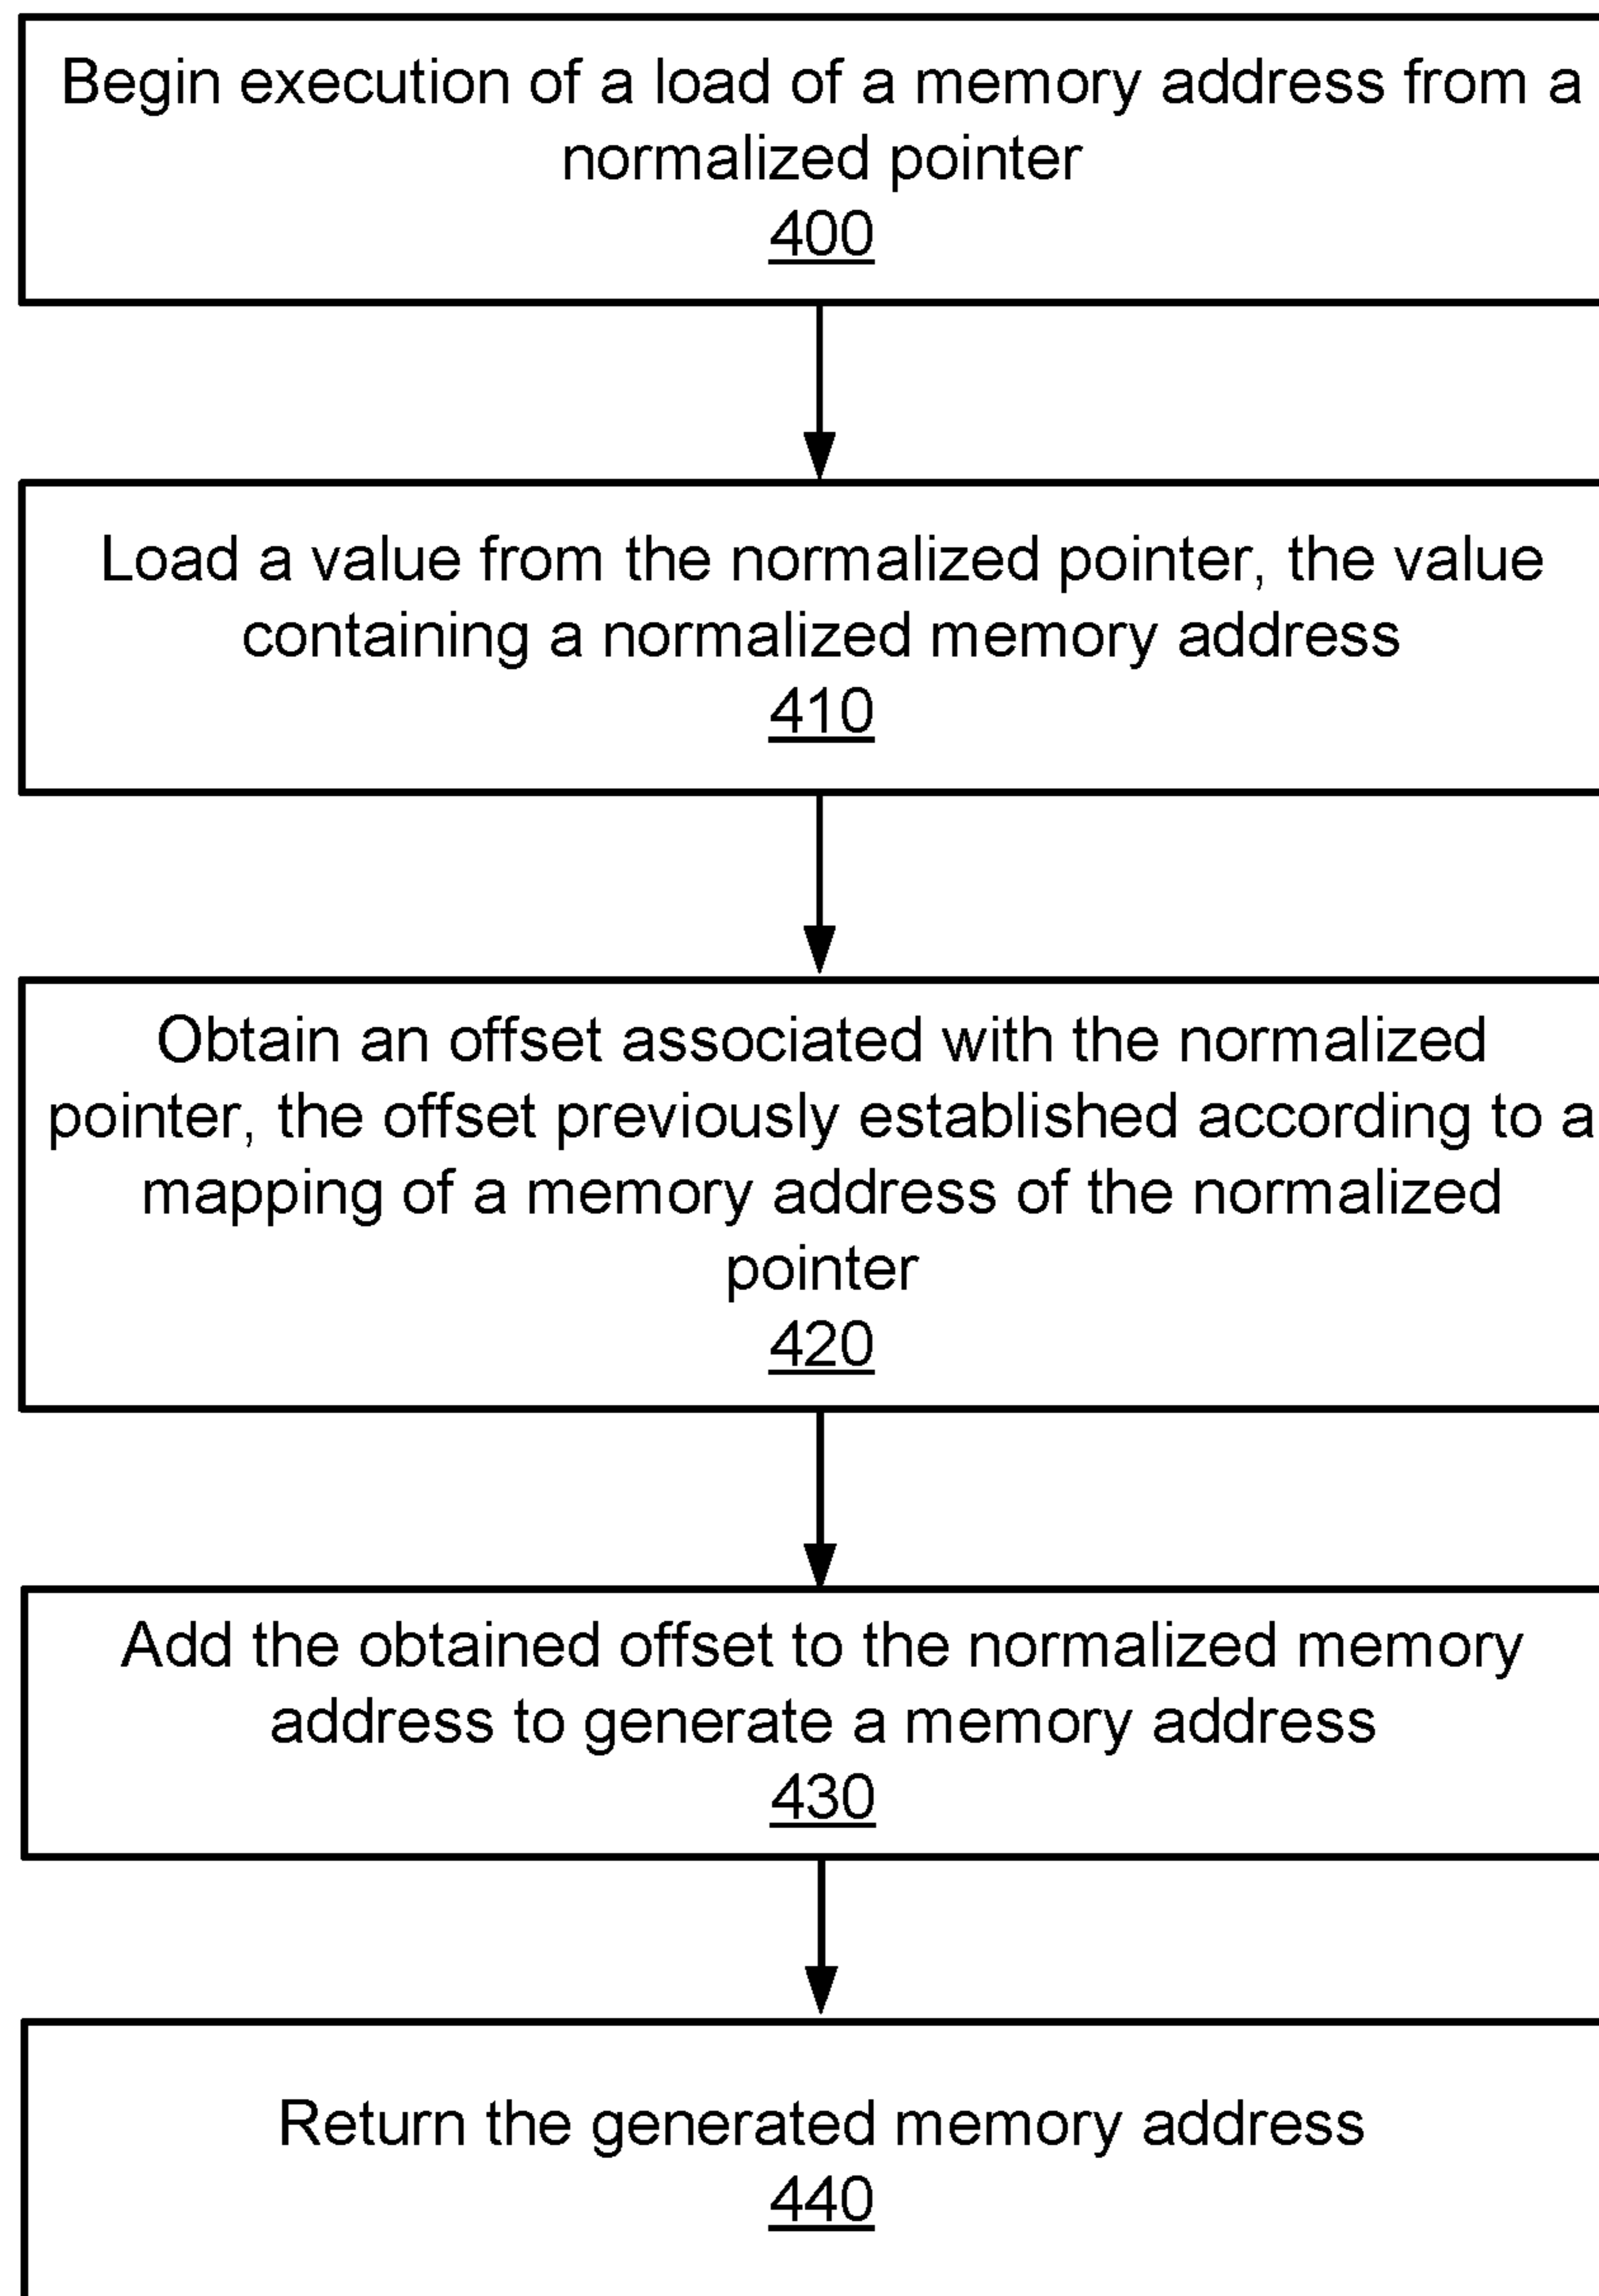 Begin execution of a load of a memory address from a
normalized pointer
400
Load a value from the normalized pointer, the value
containing a normalized memory address
410
Obtain an offset associated with the normalized
pointer, the offset previously established according to a
mapping of a memory address of the normalized
pointer
420
Add the obtained offset to the normalized memory
address to generate a memory address
430
Return the generated memory address
440